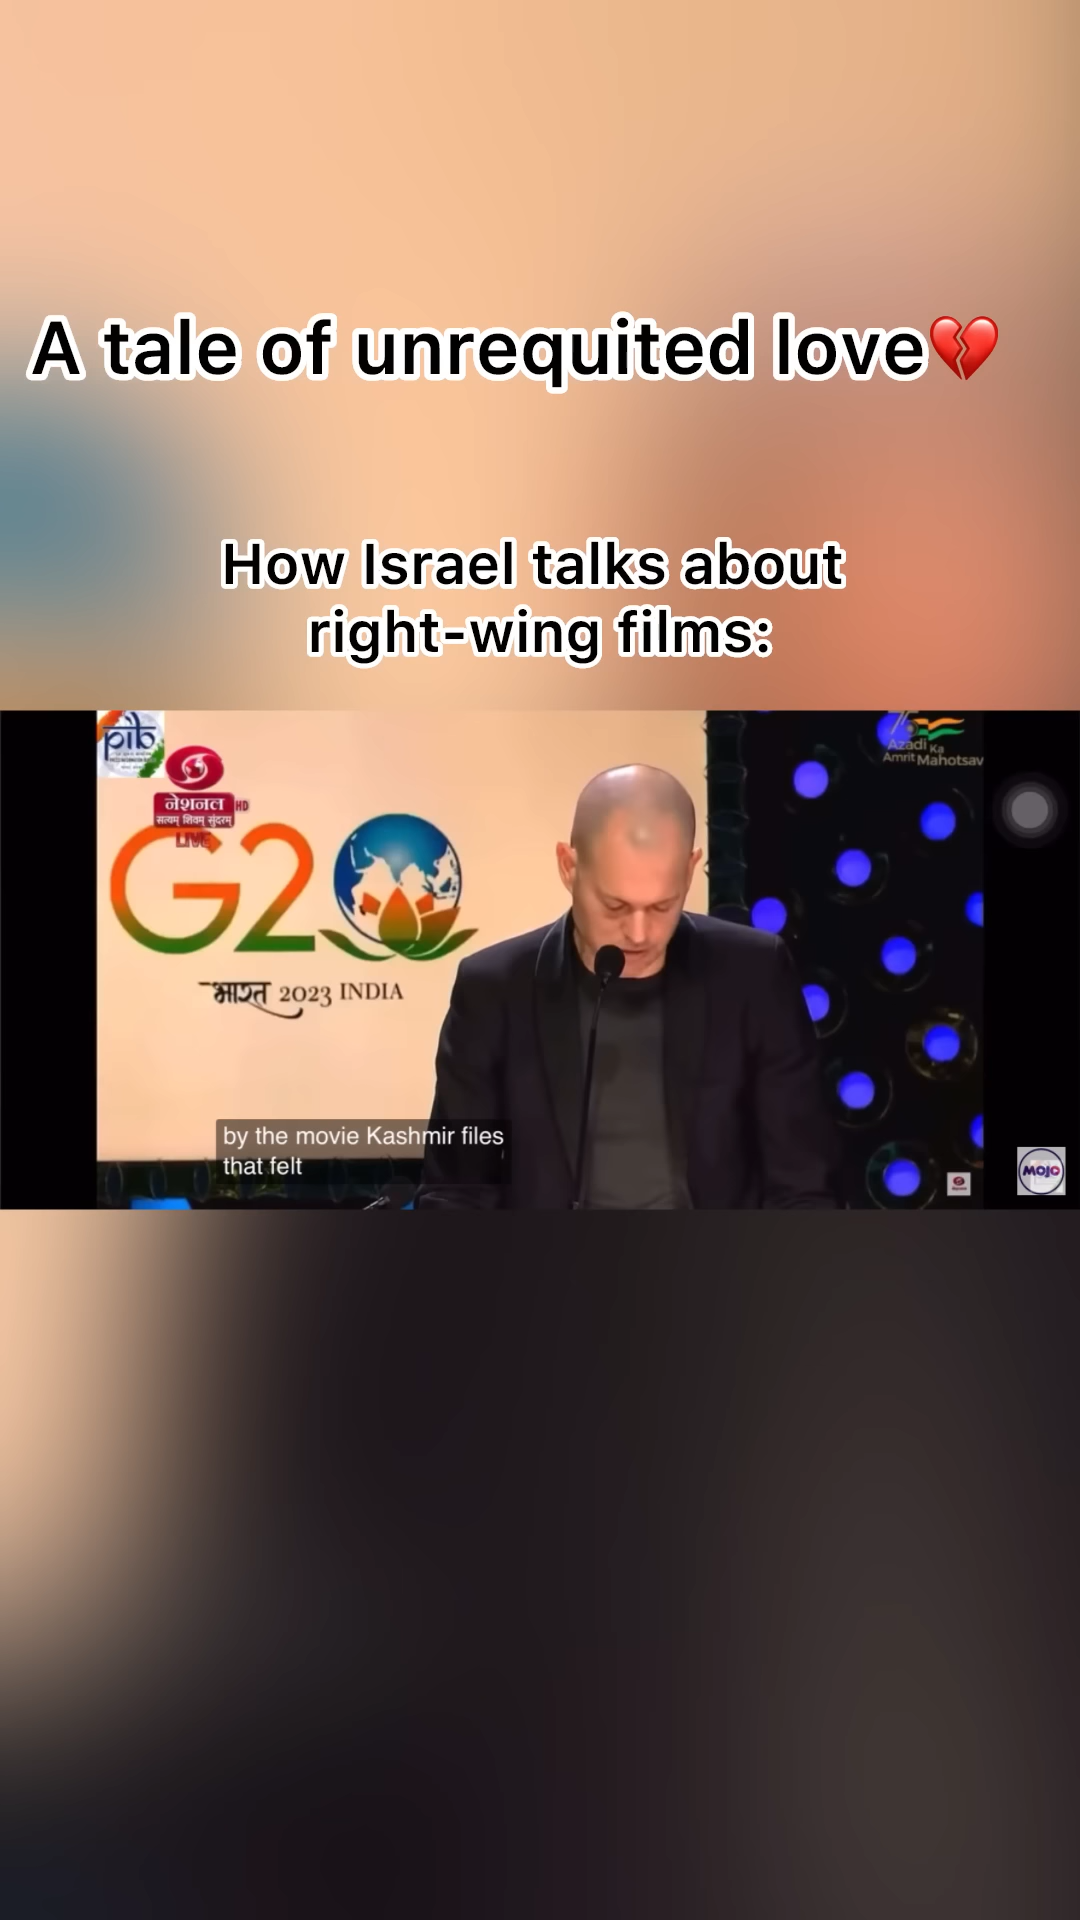 A tale of unrequited love💔
How Israel talks about
right-wing films:
pib
75
Azadi Ka
Amrit Mahotsav
नेशनल HD
सत्यम् शिवम् सुंदरम्
LIVE
G20
भारत 2023 INDIA
by the movie Kashmir files
that felt
MOJO